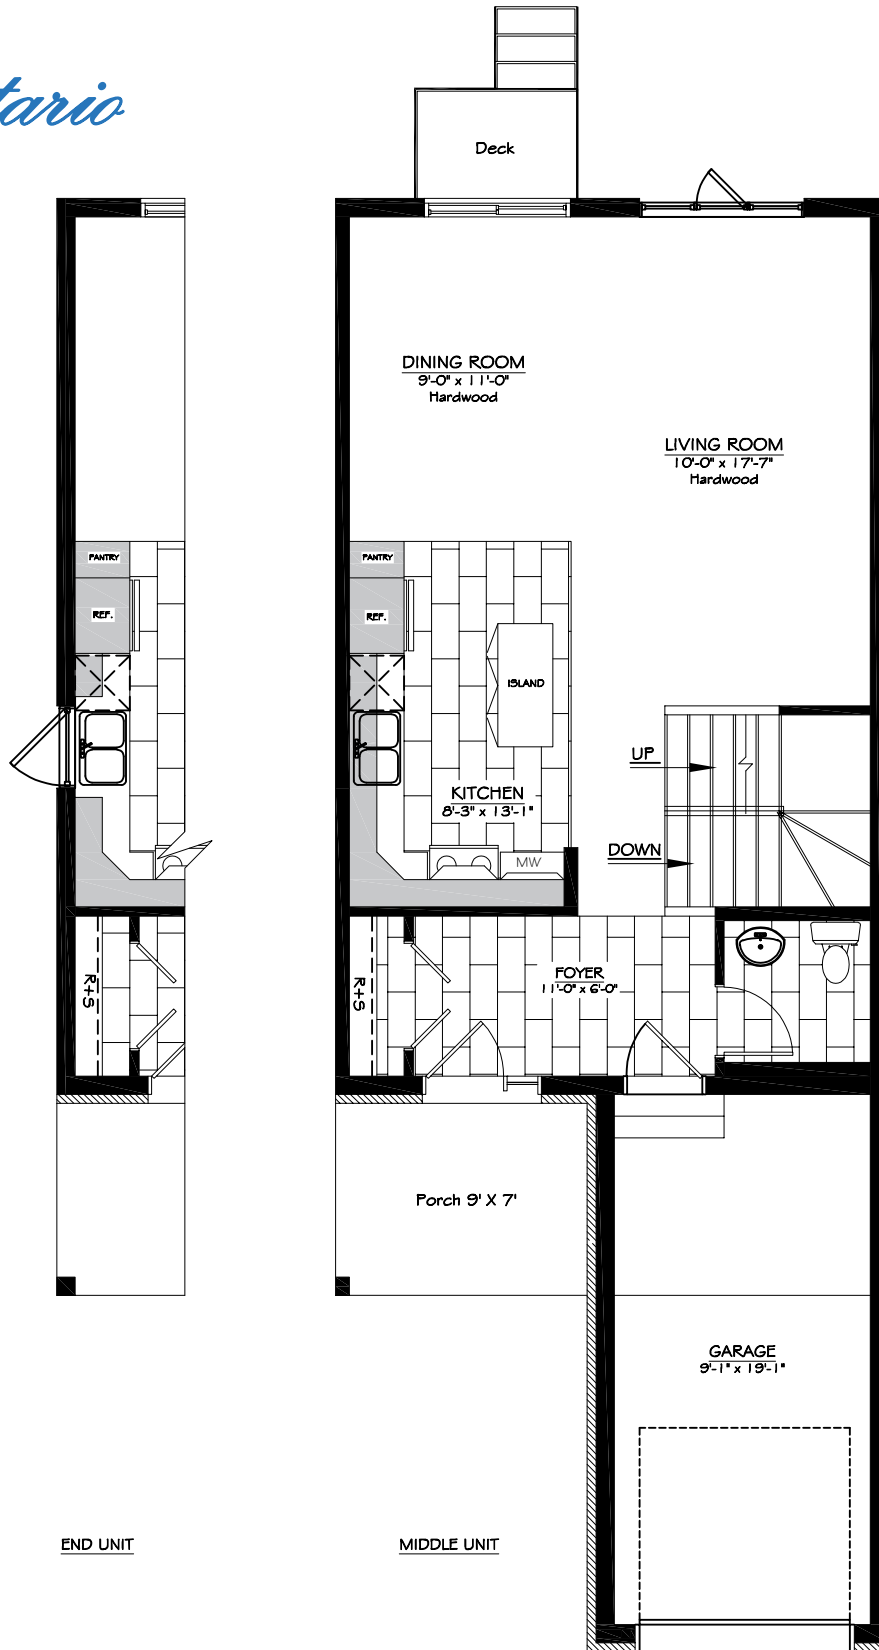 tario
Deck
DINING ROOM
9'-0" x 11'-0"
Hardwood
LIVING ROOM
10'-0" x 17'-7"
Hardwood
PANTRY
REF.
PANTRY
REF.
ISLAND
UP
KITCHEN
8'-3" x 13'-1"
DOWN
MW
R+S
R+S
FOYER
11'-0" x 6'-0"
Porch 9' X 7'
GARAGE
9'-1" x 19'-1"
END UNIT
MIDDLE UNIT